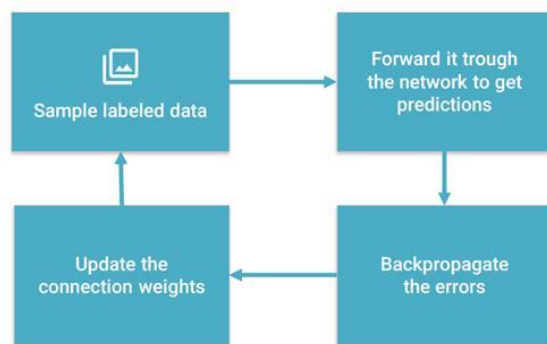 Sample labeled data
Forward it trough
the network to get
predictions
Update the
connection weights
Backpropagate
the errors